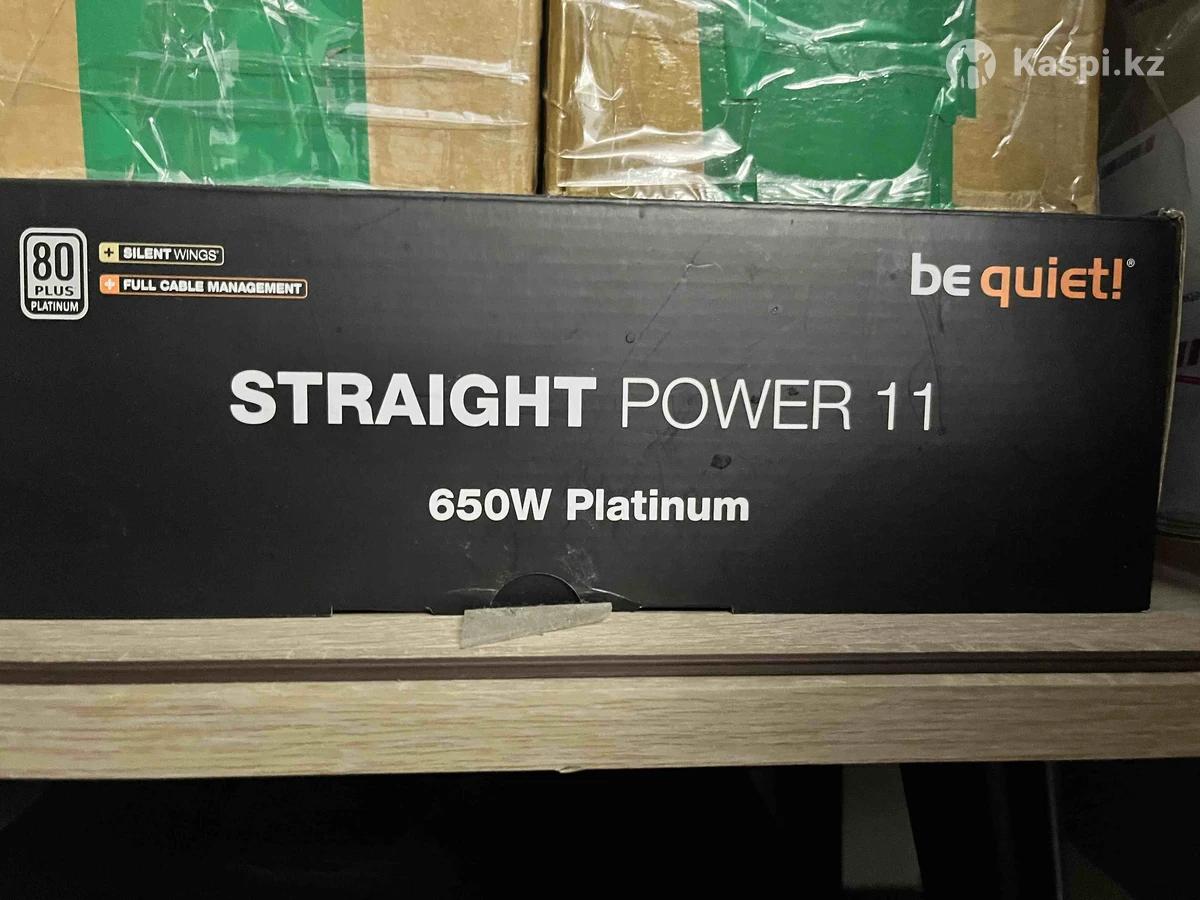 Kaspi.kz
80
PLUS
PLATINUM
+ SILENT WINGS®
+ FULL CABLE MANAGEMENT
be quiet!®
STRAIGHT POWER 11
650W Platinum